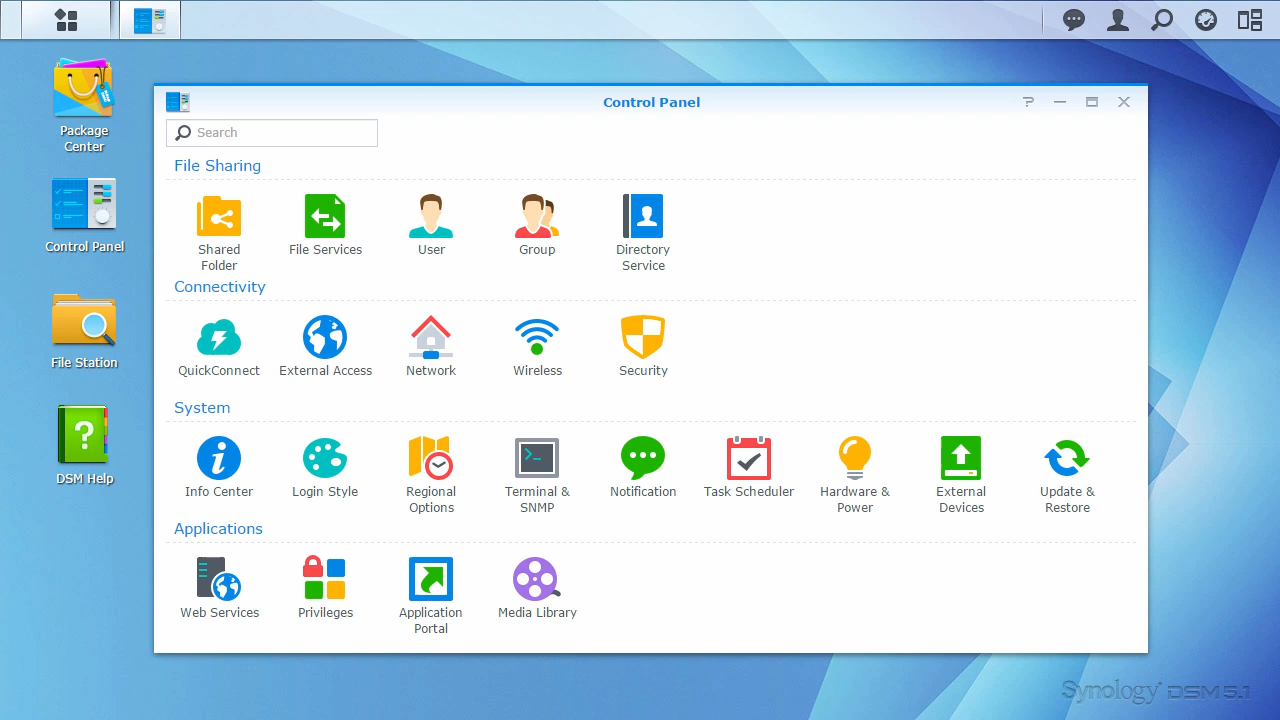 Package
Center
Control Panel
File Station
DSM Help
Control Panel
Search
File Sharing
Shared
Folder
File Services
User
Group
Directory
Service
Connectivity
QuickConnect
External Access
Network
Wireless
Security
System
Info Center
Login Style
Regional
Options
Terminal &
SNMP
Notification
Task Scheduler
Hardware &
Power
External
Devices
Update &
Restore
Applications
Web Services
Privileges
Application
Portal
Media Library
Synology DSM 5.1